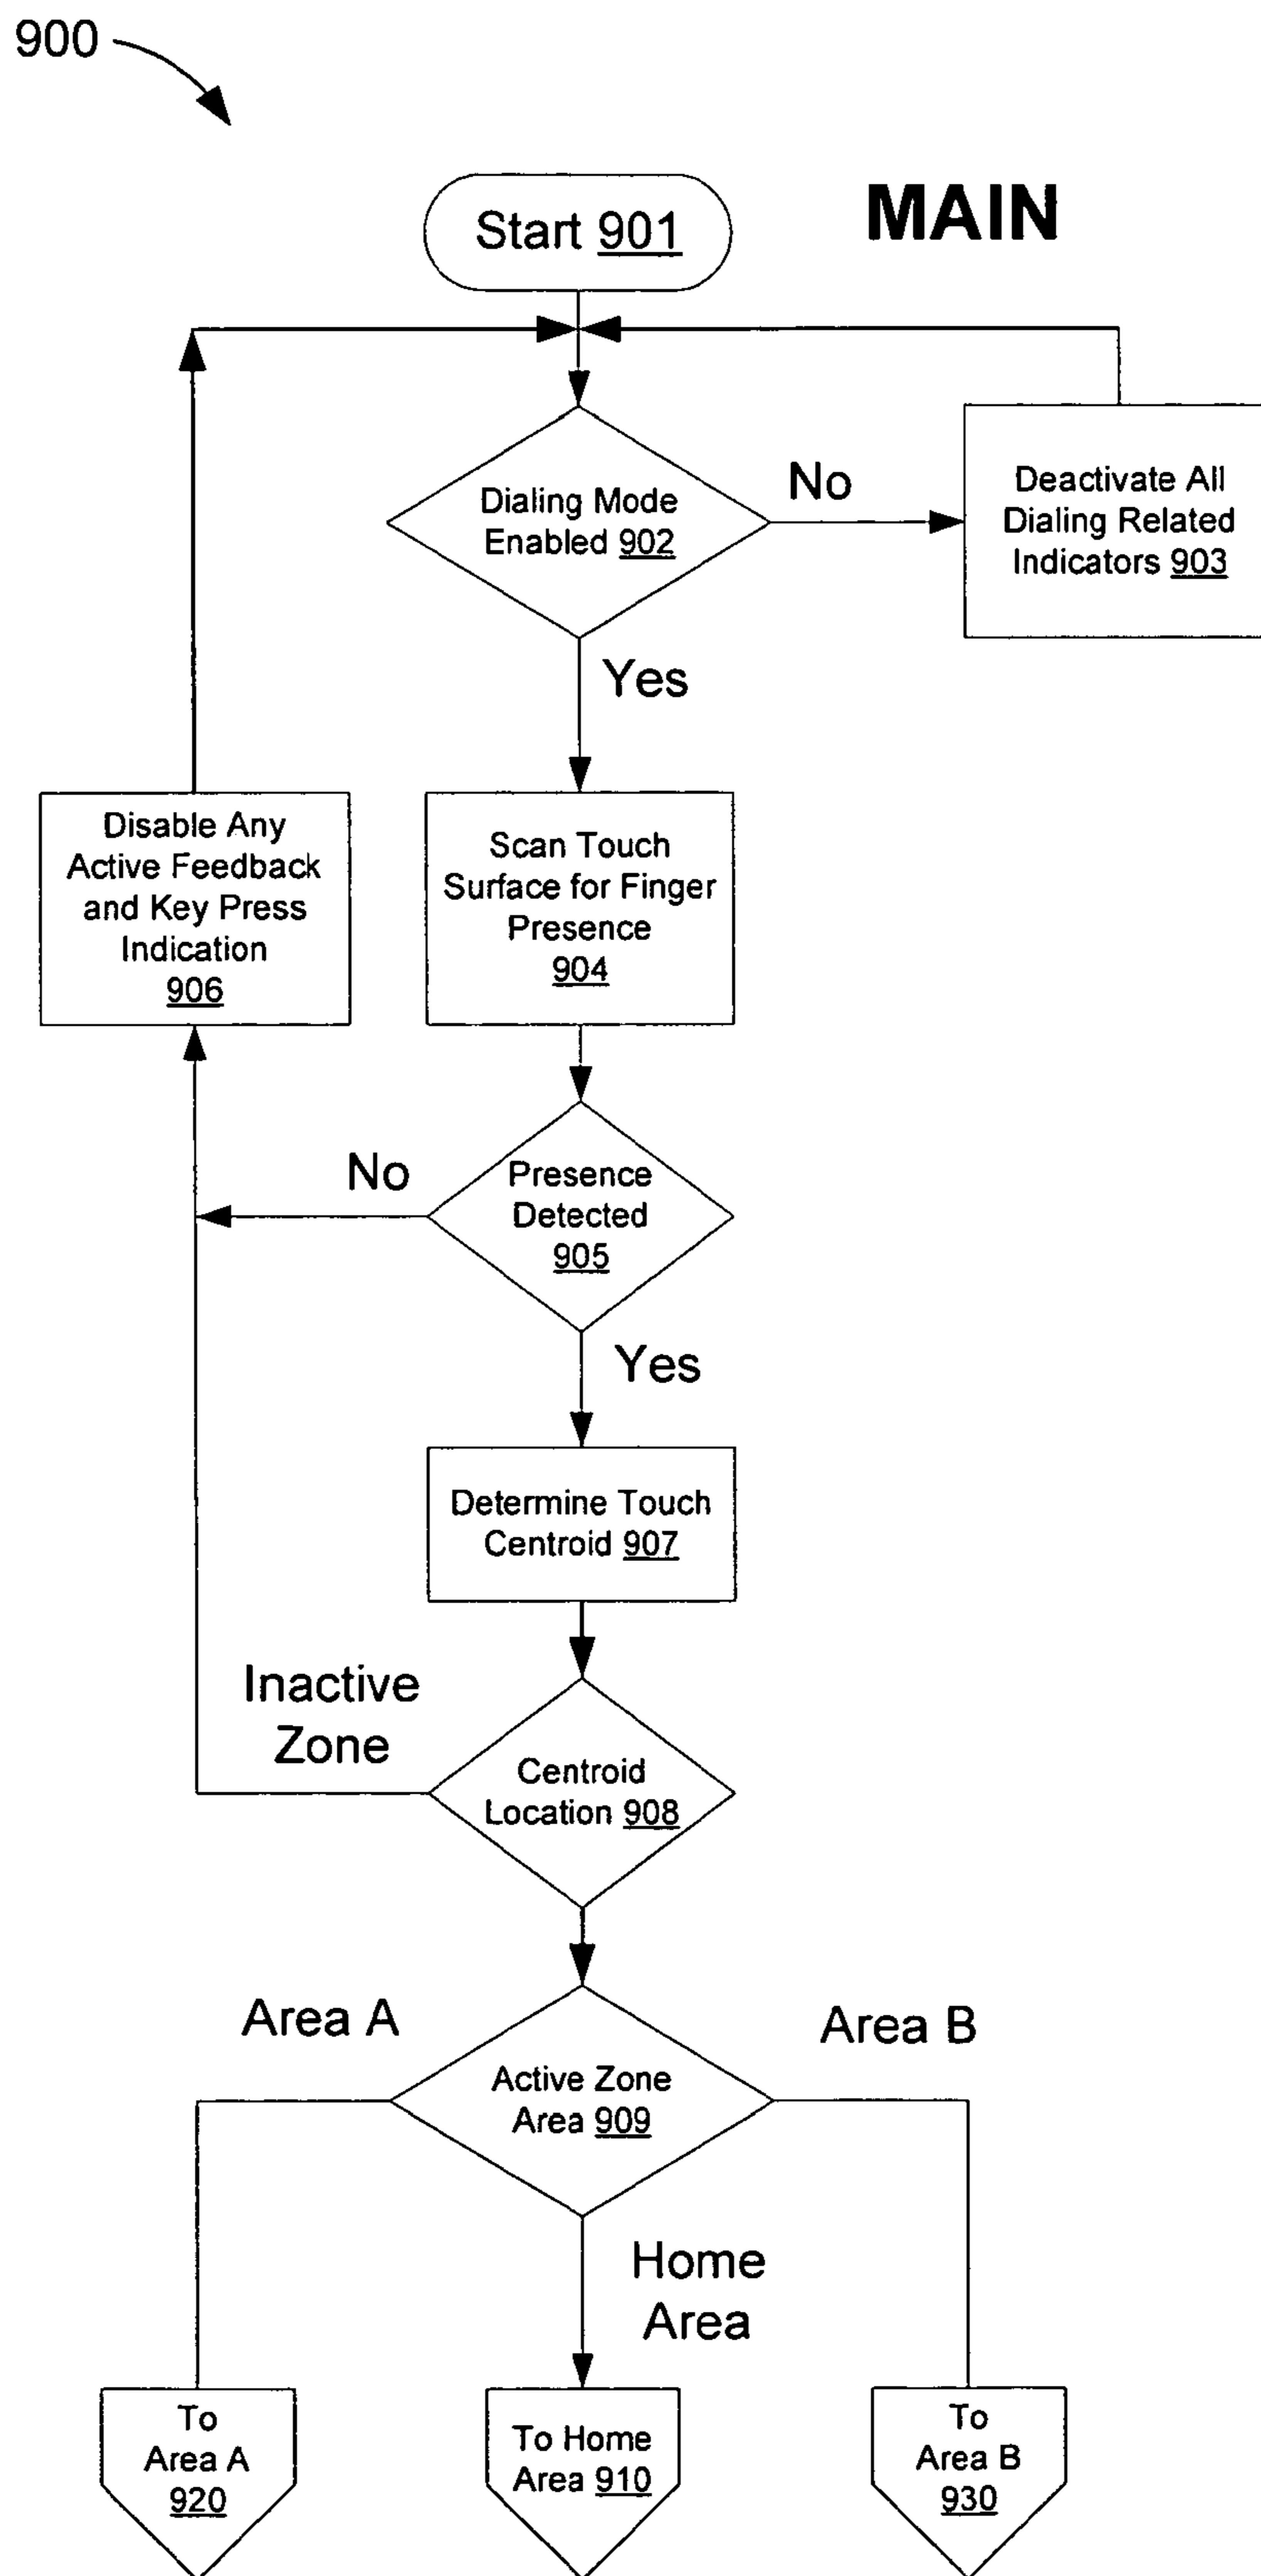 900
MAIN
Start 901
Dialing Mode
Enabled 902
No
Deactivate All
Dialing Related
Indicators 903
Yes
Disable Any
Active Feedback
and Key Press
Indication
906
Scan Touch
Surface for Finger
Presence
904
No
Presence
Detected
905
Yes
Determine Touch
Centroid 907
Inactive
Zone
Centroid
Location 908
Area A
Area B
Active Zone
Area 909
Home
Area
To
Area A
920
To Home
Area 910
To
Area B
930